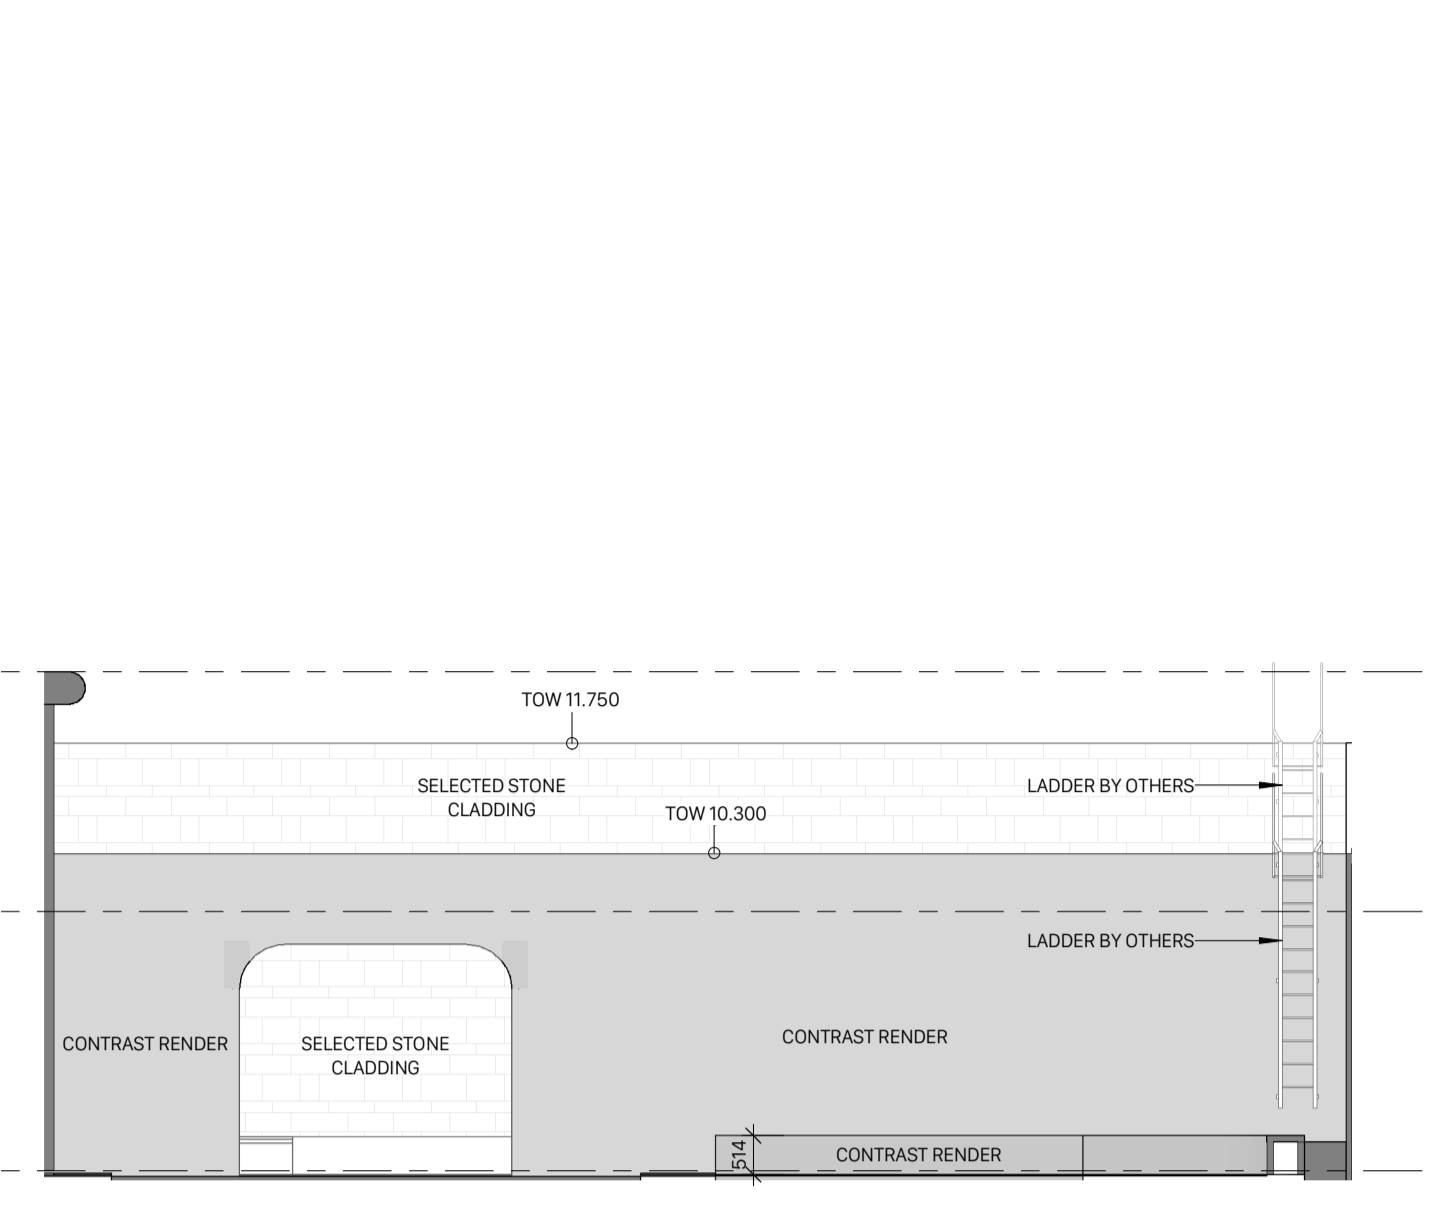 TOW 11.750
SELECTED STONE
CLADDING
LADDER BY OTHERS
TOW 10.300
LADDER BY OTHERS
CONTRAST RENDER
SELECTED STONE
CLADDING
CONTRAST RENDER
514
CONTRAST RENDER